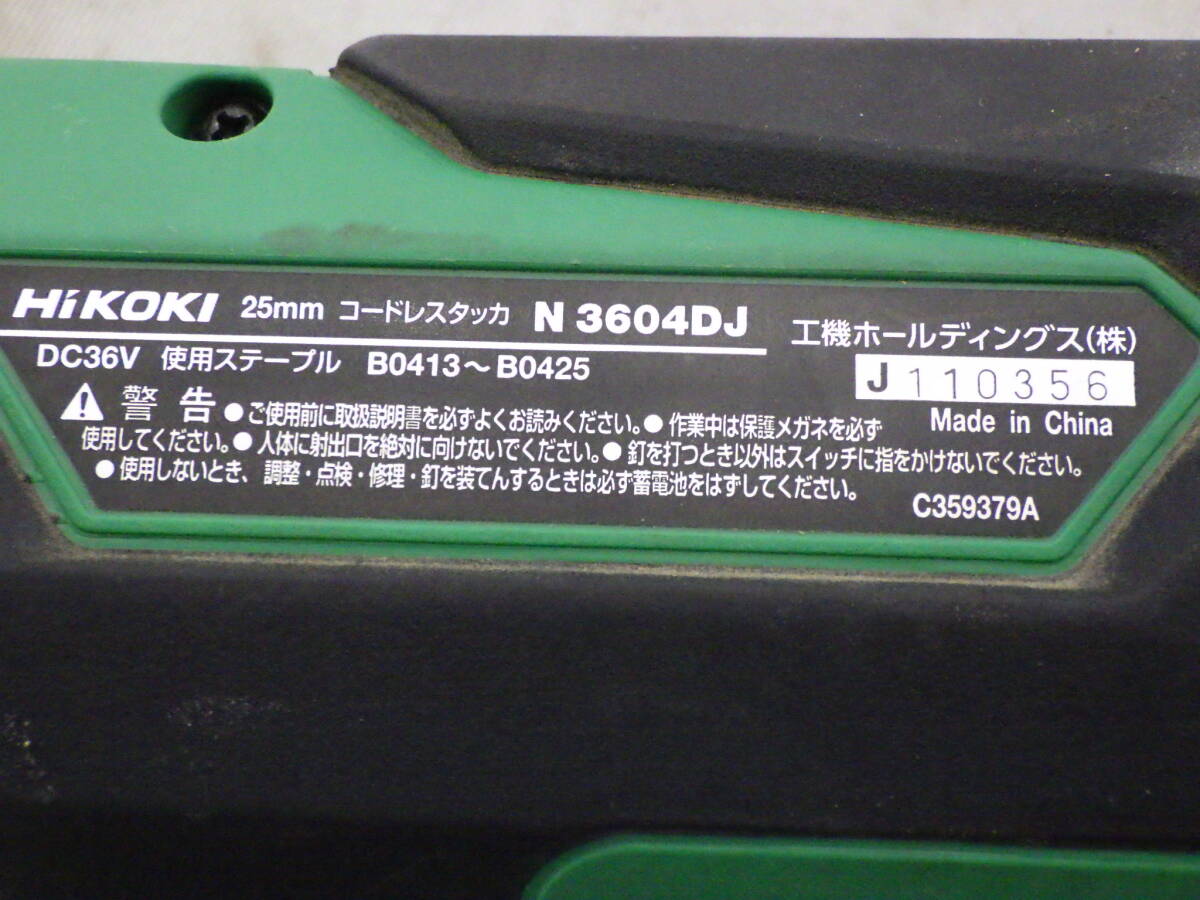 HiKOKI 25mm コードレスタッカ N 3604DJ 工機ホールディングス(株)
DC36V 使用ステープル B0413～B0425
J110356
Made in China
警告 ●ご使用前に取扱説明書を必ずよくお読みください。●作業中は保護メガネを必ず
使用してください。●人体に射出口を絶対に向けないでください。●釘を打つとき以外はスイッチに指をかけないでください。
●使用しないとき、調整・点検・修理・釘を装てんするときは必ず蓄電池をはずしてください。
C359379A